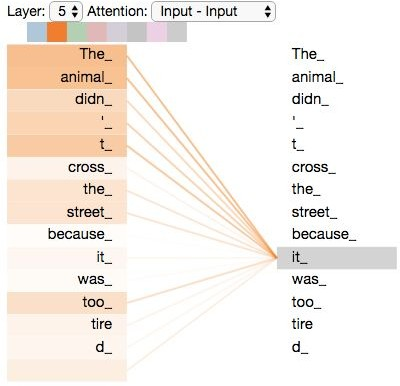 Layer: 5 Attention: Input - Input
The_ The_
animal_ animal_
didn_ didn_
'_ '_
t_ t_
cross_ cross_
the_ the_
street_ street_
because_ because_
it_ it_
was_ was_
too_ too_
tire tire
d_ d_